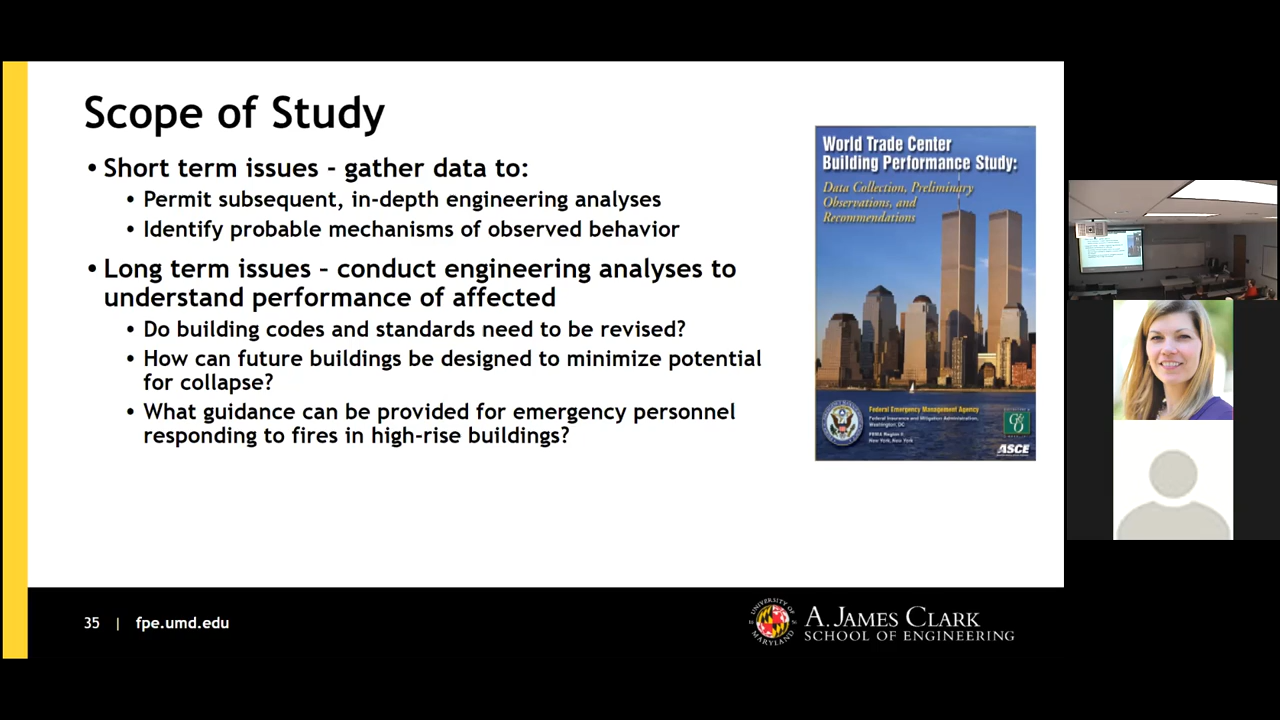 Scope of Study
• Short term issues - gather data to:
• Permit subsequent, in-depth engineering analyses
• Identify probable mechanisms of observed behavior
• Long term issues – conduct engineering analyses to
understand performance of affected
• Do building codes and standards need to be revised?
• How can future buildings be designed to minimize potential
for collapse?
• What guidance can be provided for emergency personnel
responding to fires in high-rise buildings?
World Trade Center
Building Performance Study:
Data Collection, Preliminary
Observations, and
Recommendations
Federal Emergency Management Agency
Federal Insurance and Mitigation Administration,
Washington, DC
FEMA Region II,
New York, New York
ASCE
35 | fpe.umd.edu
UNIVERSITY OF
MARYLAND
A. JAMES CLARK
SCHOOL OF ENGINEERING